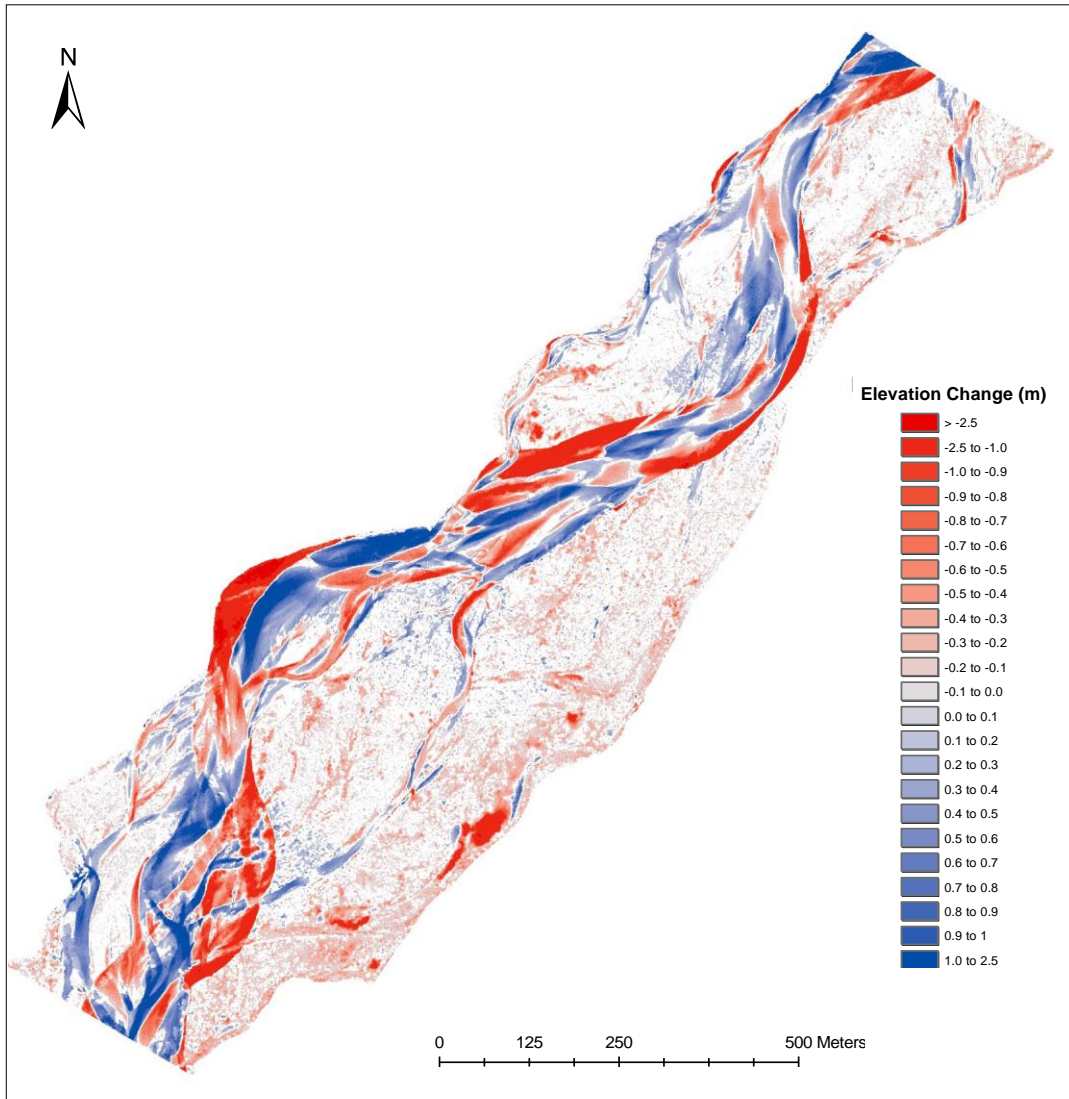 N
Elevation Change (m)
> -2.5
-2.5 to -1.0
-1.0 to -0.9
-0.9 to -0.8
-0.8 to -0.7
-0.7 to -0.6
-0.6 to -0.5
-0.5 to -0.4
-0.4 to -0.3
-0.3 to -0.2
-0.2 to -0.1
-0.1 to 0.0
0.0 to 0.1
0.1 to 0.2
0.2 to 0.3
0.3 to 0.4
0.4 to 0.5
0.5 to 0.6
0.6 to 0.7
0.7 to 0.8
0.8 to 0.9
0.9 to 1
1.0 to 2.5
0 125 250 500 Meters